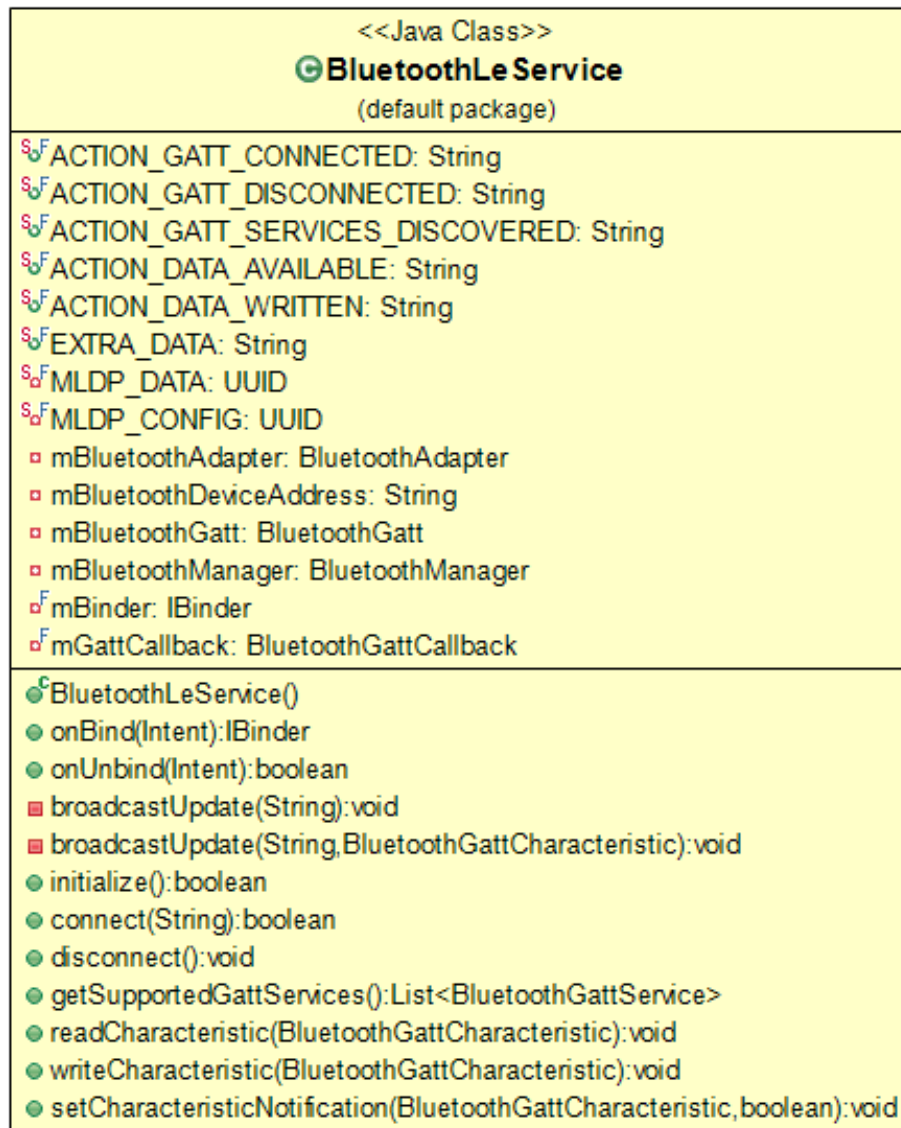 <<Java Class>>
BluetoothLeService
(default package)
ACTION_GATT_CONNECTED: String
ACTION_GATT_DISCONNECTED: String
ACTION_GATT_SERVICES_DISCOVERED: String
ACTION_DATA_AVAILABLE: String
ACTION_DATA_WRITTEN: String
EXTRA_DATA: String
MLDP_DATA: UUID
MLDP_CONFIG: UUID
mBluetoothAdapter: BluetoothAdapter
mBluetoothDeviceAddress: String
mBluetoothGatt: BluetoothGatt
mBluetoothManager: BluetoothManager
mBinder: IBinder
mGattCallback: BluetoothGattCallback
BluetoothLeService()
onBind(Intent):IBinder
onUnbind(Intent):boolean
broadcastUpdate(String):void
broadcastUpdate(String,BluetoothGattCharacteristic):void
initialize():boolean
connect(String):boolean
disconnect():void
getSupportedGattServices():List<BluetoothGattService>
readCharacteristic(BluetoothGattCharacteristic):void
writeCharacteristic(BluetoothGattCharacteristic):void
setCharacteristicNotification(BluetoothGattCharacteristic,boolean):void